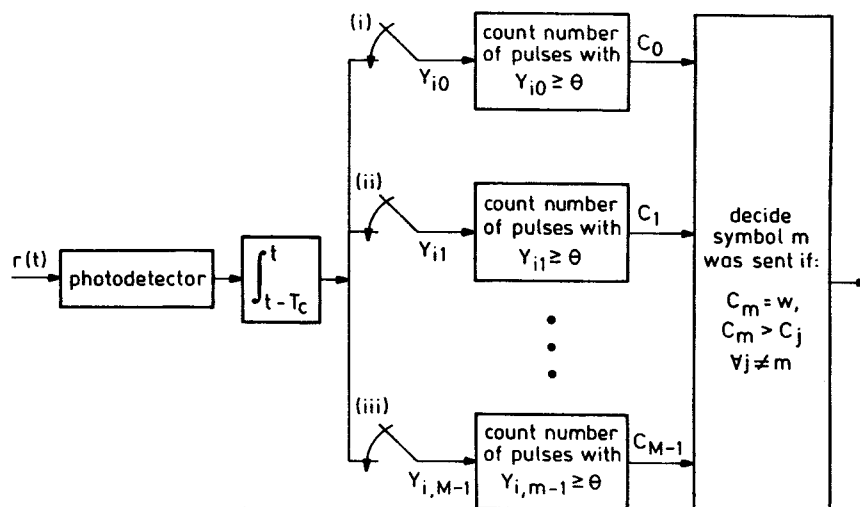 (i)
count number
of pulses with
Y_{i0} ≥ θ
C_0
Y_{i0}
(ii)
count number
of pulses with
Y_{i1} ≥ θ
C_1
Y_{i1}
r(t)
photodetector
∫_{t-T_c}^{t}
decide
symbol m
was sent if:
C_m = w,
C_m > C_j
∀j ≠ m
(iii)
count number
of pulses with
Y_{i,m-1} ≥ θ
C_{M-1}
Y_{i,M-1}